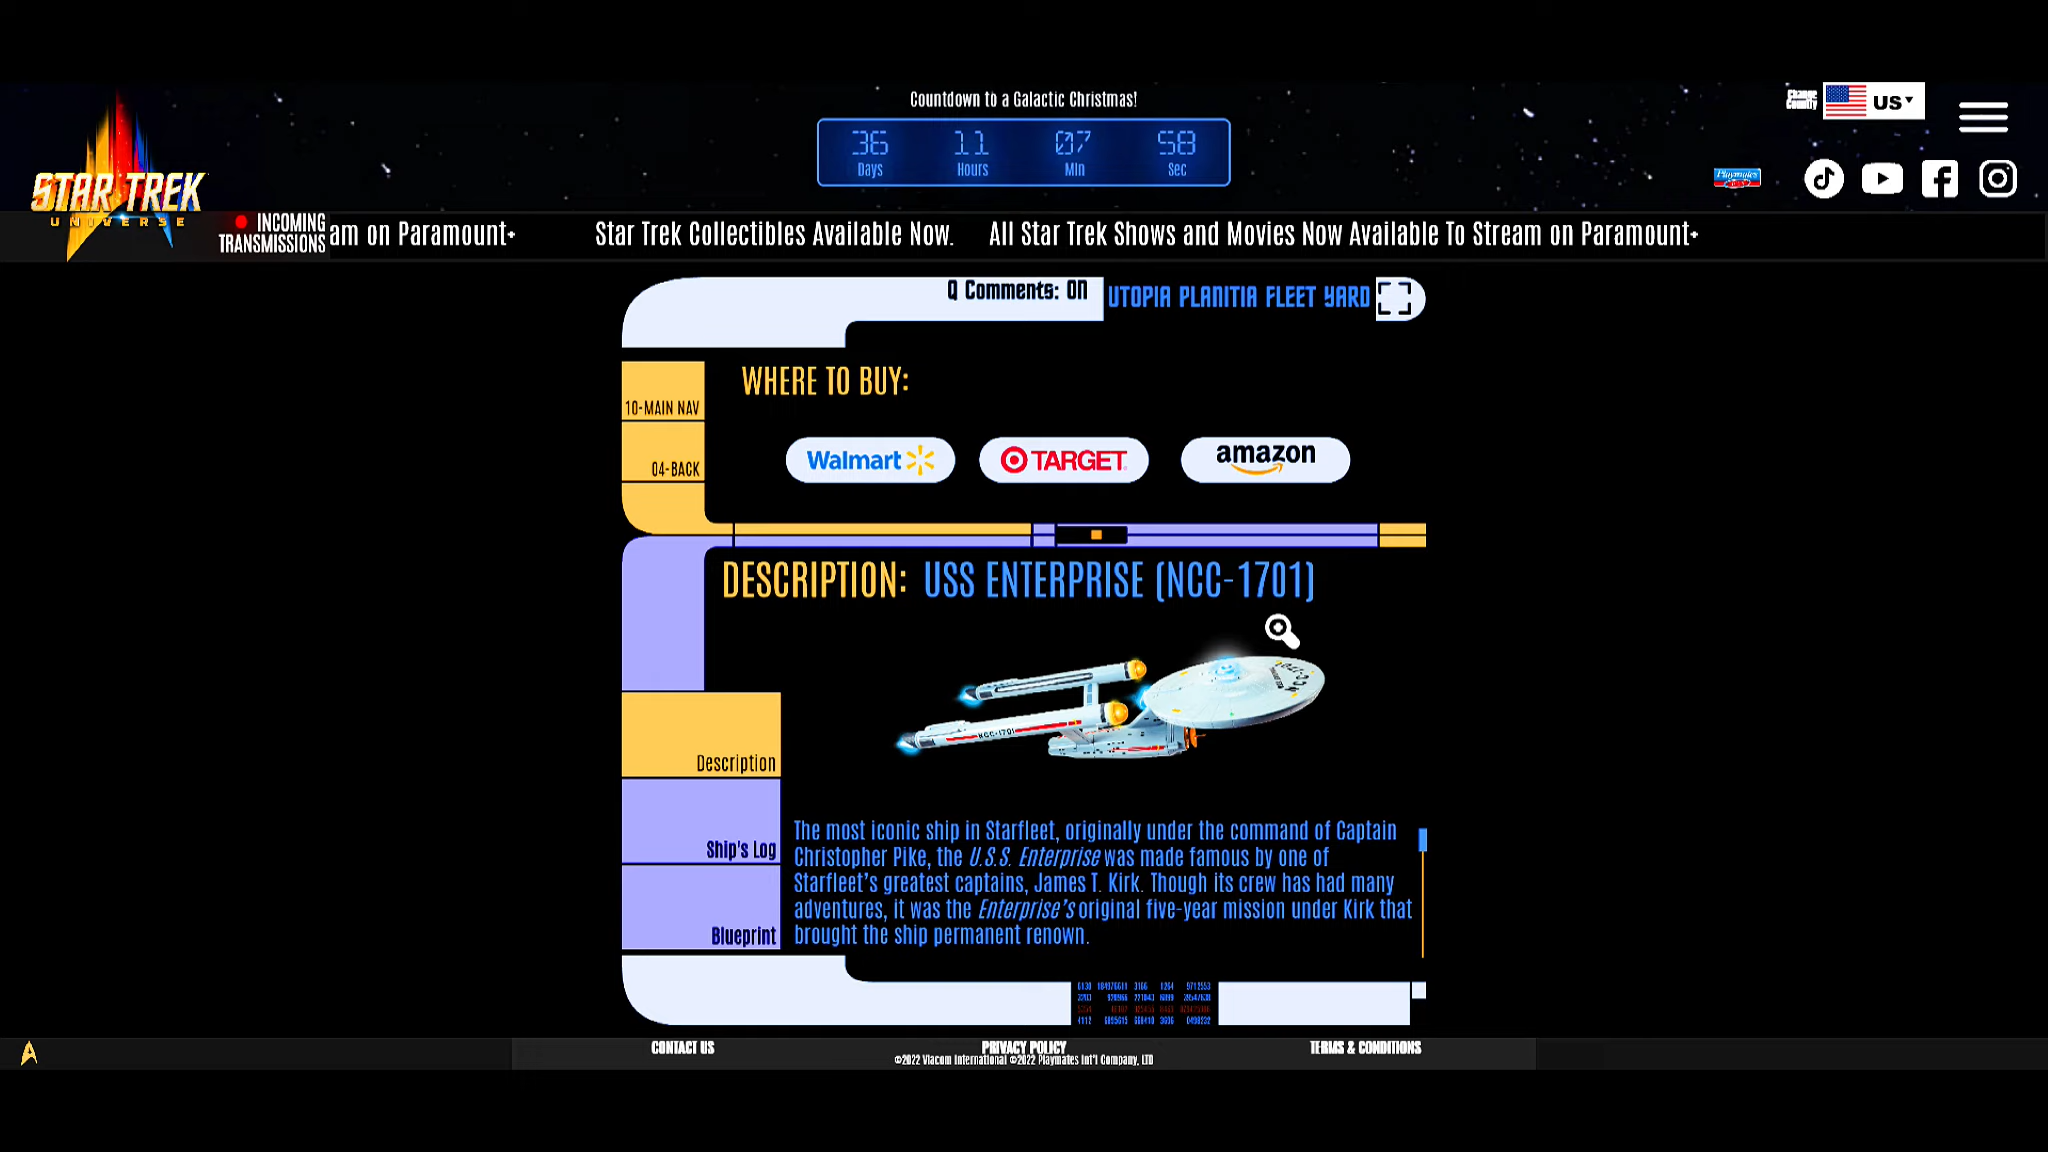 Countdown to a Galactic Christmas!
36 11 07 58
Days Hours Min Sec
Change Country
US
Playmates
STAR TREK
UNIVERSE
INCOMING
TRANSMISSIONS
am on Paramount+ Star Trek Collectibles Available Now. All Star Trek Shows and Movies Now Available To Stream on Paramount+
Q Comments: ON
UTOPIA PLANITIA FLEET YARD
10-MAIN NAV
04-BACK
WHERE TO BUY:
Walmart
TARGET
amazon
DESCRIPTION: USS ENTERPRISE (NCC-1701)
NCC-1701
Description
Ship's Log
Blueprint
The most iconic ship in Starfleet, originally under the command of Captain
Christopher Pike, the U.S.S. Enterprise was made famous by one of
Starfleet’s greatest captains, James T. Kirk. Though its crew has had many
adventures, it was the Enterprise’s original five-year mission under Kirk that
brought the ship permanent renown.
CONTACT US
PRIVACY POLICY
TERMS & CONDITIONS
©2022 Viacom International ©2022 Playmates Int'l Company, LTD